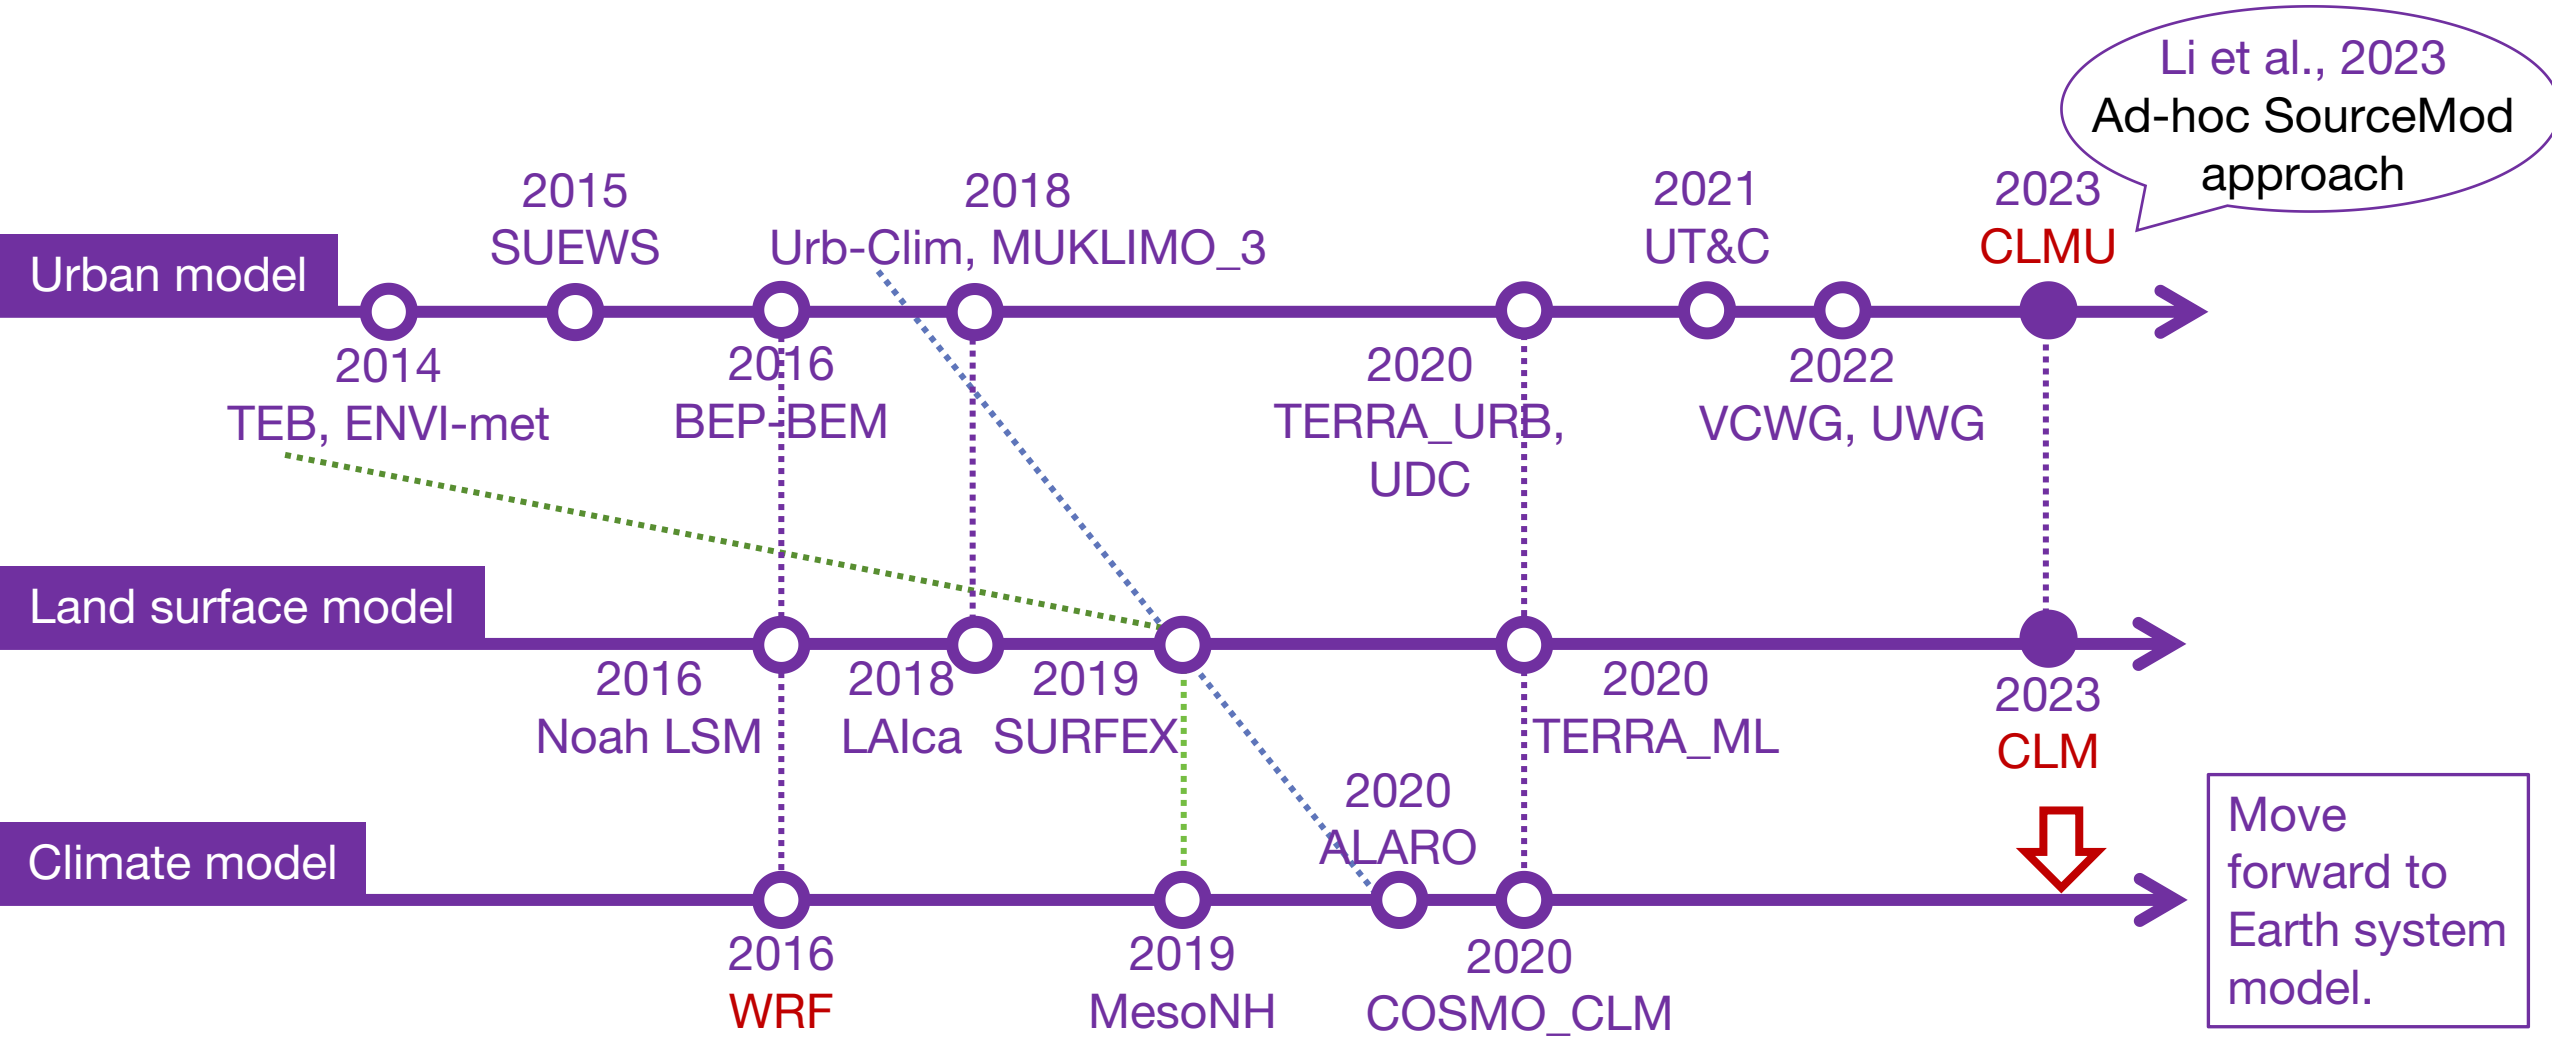 Li et al., 2023
Ad-hoc SourceMod
approach
2015
SUEWS
2018
Urb-Clim, MUKLIMO_3
2021
UT&C
2023
CLMU
Urban model
2014
TEB, ENVI-met
2016
BEP-BEM
2020
TERRA_URB,
UDC
2022
VCWG, UWG
Land surface model
2016
Noah LSM
2018
LAIca
2019
SURFEX
2020
TERRA_ML
2023
CLM
Climate model
2020
ALARO
2016
WRF
2019
MesoNH
2020
COSMO_CLM
Move
forward to
Earth system
model.